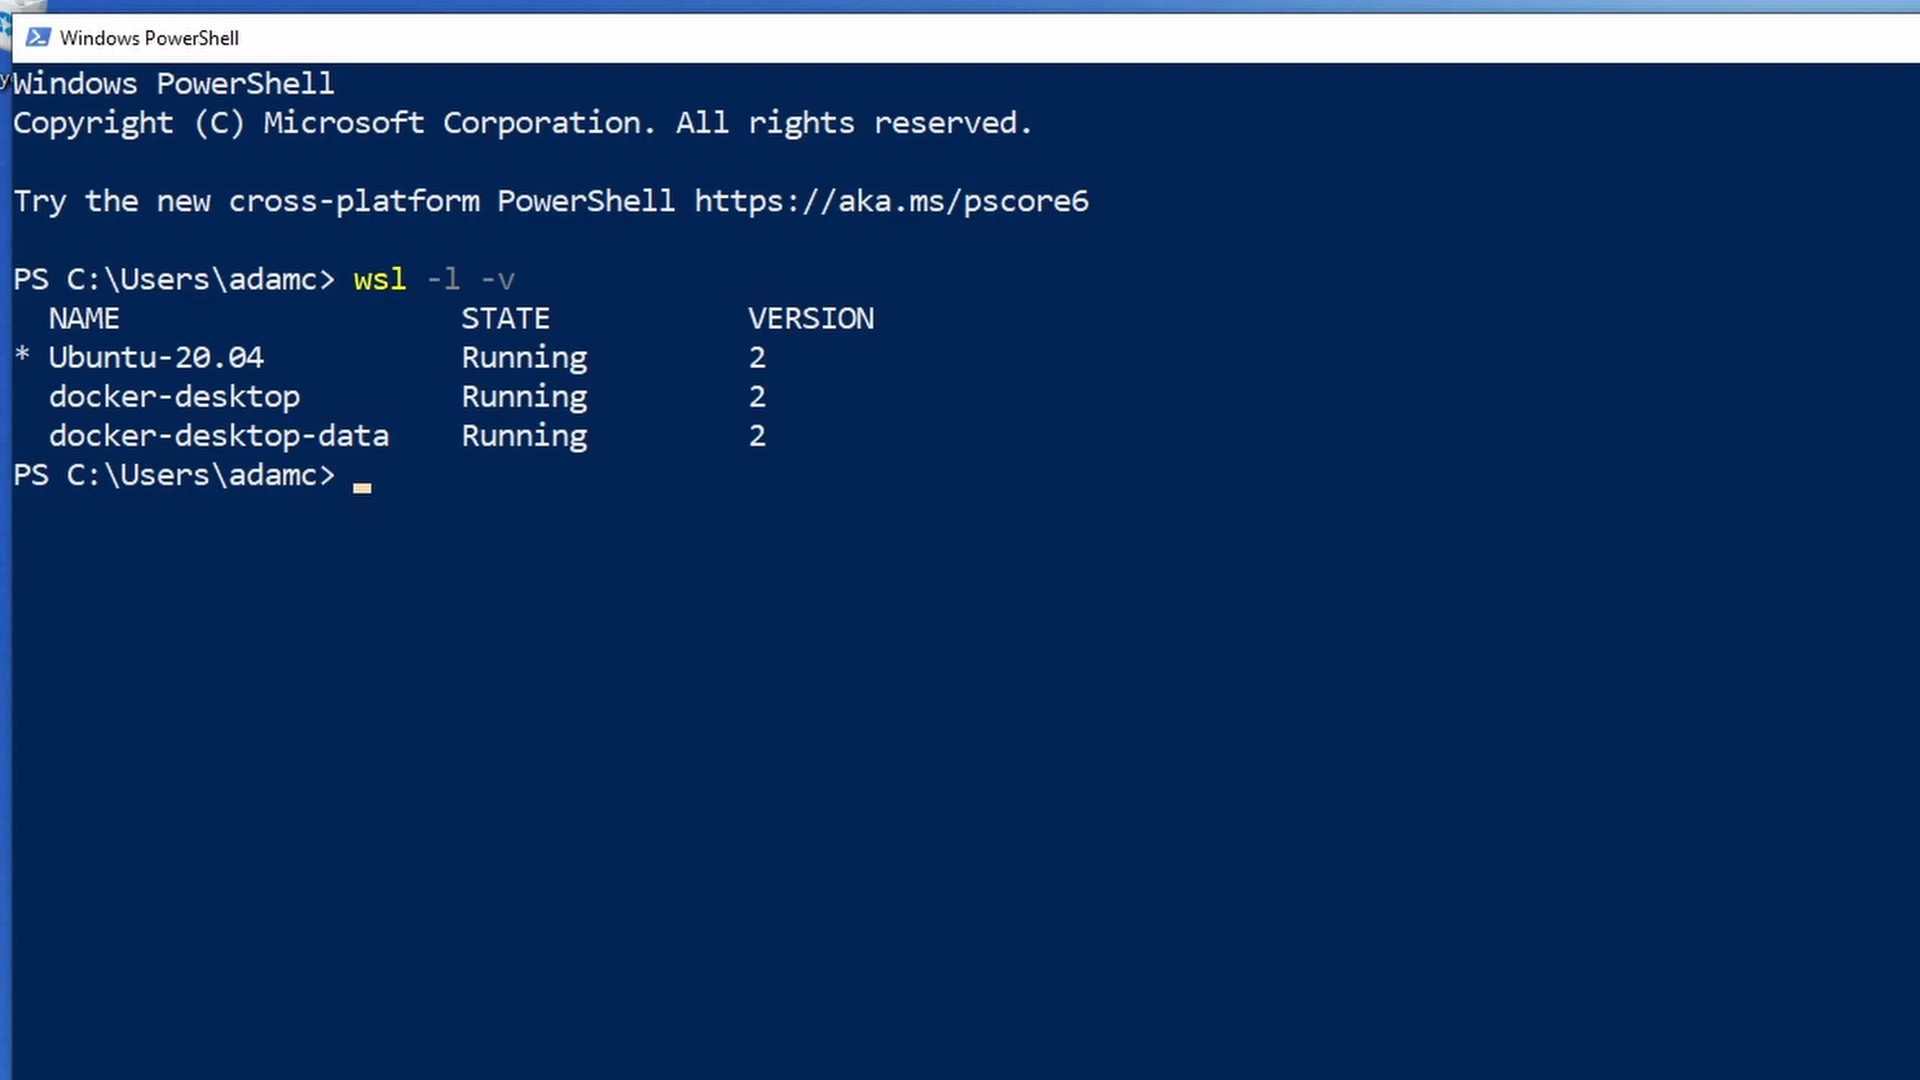 Windows PowerShell
Windows PowerShell
Copyright (C) Microsoft Corporation. All rights reserved.
Try the new cross-platform PowerShell https://aka.ms/pscore6
PS C:\Users\adamc> wsl -l -v
  NAME                   STATE           VERSION
* Ubuntu-20.04           Running         2
  docker-desktop         Running         2
  docker-desktop-data    Running         2
PS C:\Users\adamc>